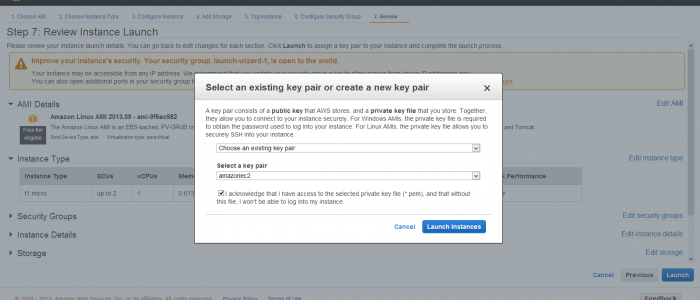 1. Choose AMI 2. Choose Instance Type 3. Configure Instance 4. Add Storage 5. Tag Instance 6. Configure Security Group 7. Review
Step 7: Review Instance Launch
Please review your instance launch details. You can go back to edit changes for each section. Click Launch to assign a key pair to your instance and complete the launch process.
Improve your instance's security. Your security group, launch-wizard-1, is open to the world.
Your instance may be accessible from any IP address. We
You can also open additional ports in your security group
Select an existing key pair or create a new key pair
A key pair consists of a public key that AWS stores, and a private key file that you store. Together,
they allow you to connect to your instance securely. For Windows AMIs, the private key file is required
to obtain the password used to log into your instance. For Linux AMIs, the private key file allows you to
securely SSH into your instance.
Choose an existing key pair
Select a key pair
amazonec2
I acknowledge that I have access to the selected private key file (*.pem), and that without
this file, I won't be able to log into my instance.
Cancel Launch Instances
AMI Details Edit AMI
Amazon Linux AMI 2013.09 - ami-9f6ec982
Free tier
eligible
The Amazon Linux AMI is an EBS-backed, PV-GRUB and Tomcat.
Root Device Type: ebs Virtualization type: paravirtual
Instance Type Edit instance type
Instance Type ECUs vCPUs Performance
t1.micro up to 2 1 0.613
Security Groups Edit security groups
Instance Details Edit instance details
Storage Edit storage
Cancel Previous Launch
© 2008 - 2013, Amazon Web Services, Inc. or its affiliates. All rights reserved. Privacy Policy Terms of Use
Feedback